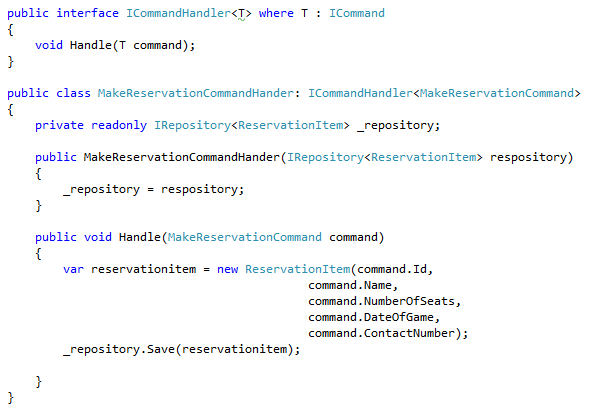 public interface ICommandHandler<T> where T : ICommand
{
    void Handle(T command);
}

public class MakeReservationCommandHander: ICommandHandler<MakeReservationCommand>
{
    private readonly IRepository<ReservationItem> _repository;

    public MakeReservationCommandHander(IRepository<ReservationItem> respository)
    {
        _repository = respository;
    }

    public void Handle(MakeReservationCommand command)
    {
        var reservationitem = new ReservationItem(command.Id,
                                           command.Name,
                                           command.NumberOfSeats,
                                           command.DateOfGame,
                                           command.ContactNumber);
        _repository.Save(reservationitem);

    }
}